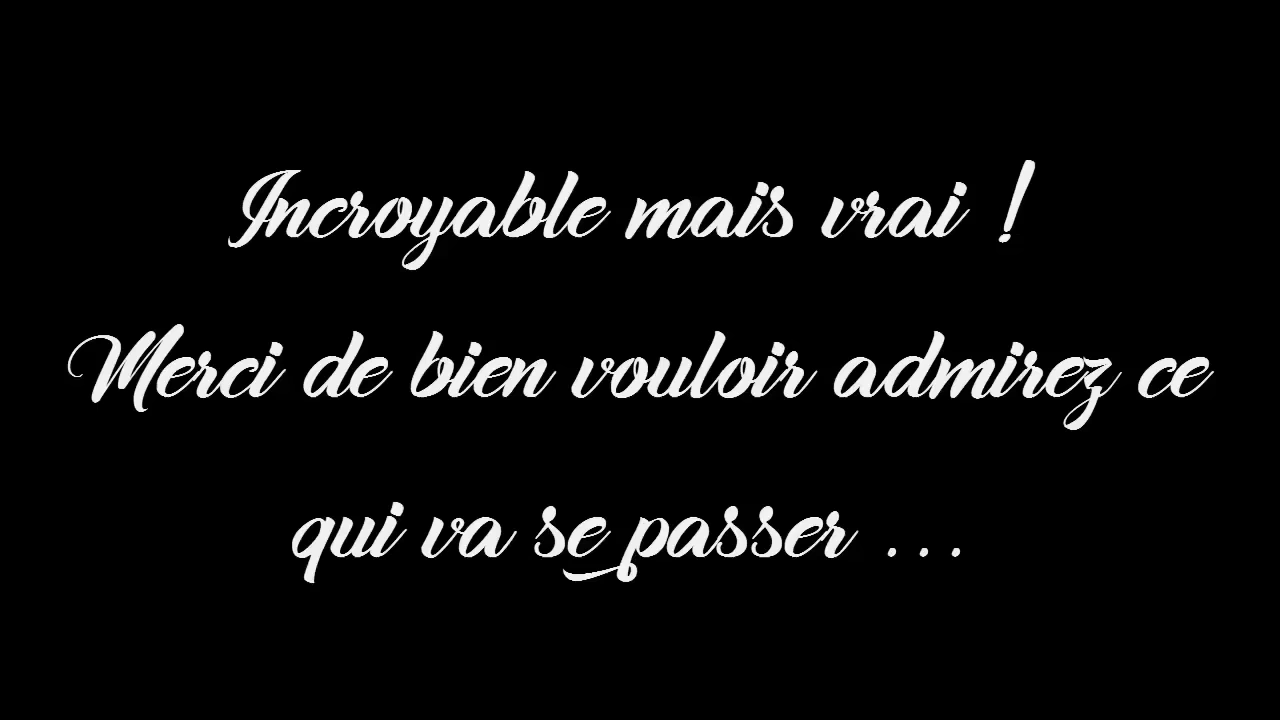 Incroyable mais vrai !
Merci de bien vouloir admirez ce
qui va se passer ...